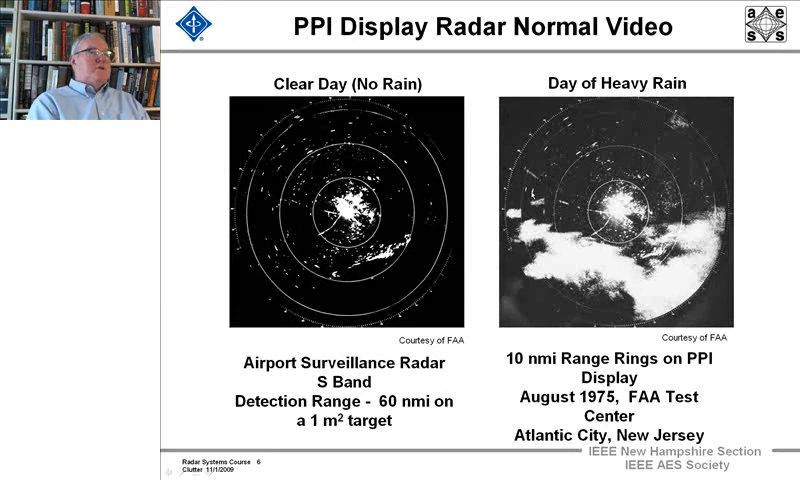 PPI Display Radar Normal Video
a e
s s
Clear Day (No Rain)
Day of Heavy Rain
Courtesy of FAA
Courtesy of FAA
Airport Surveillance Radar
S Band
Detection Range - 60 nmi on
a 1 m² target
10 nmi Range Rings on PPI
Display
August 1975, FAA Test
Center
Atlantic City, New Jersey
Radar Systems Course 6
Clutter 11/1/2009
IEEE New Hampshire Section
IEEE AES Society